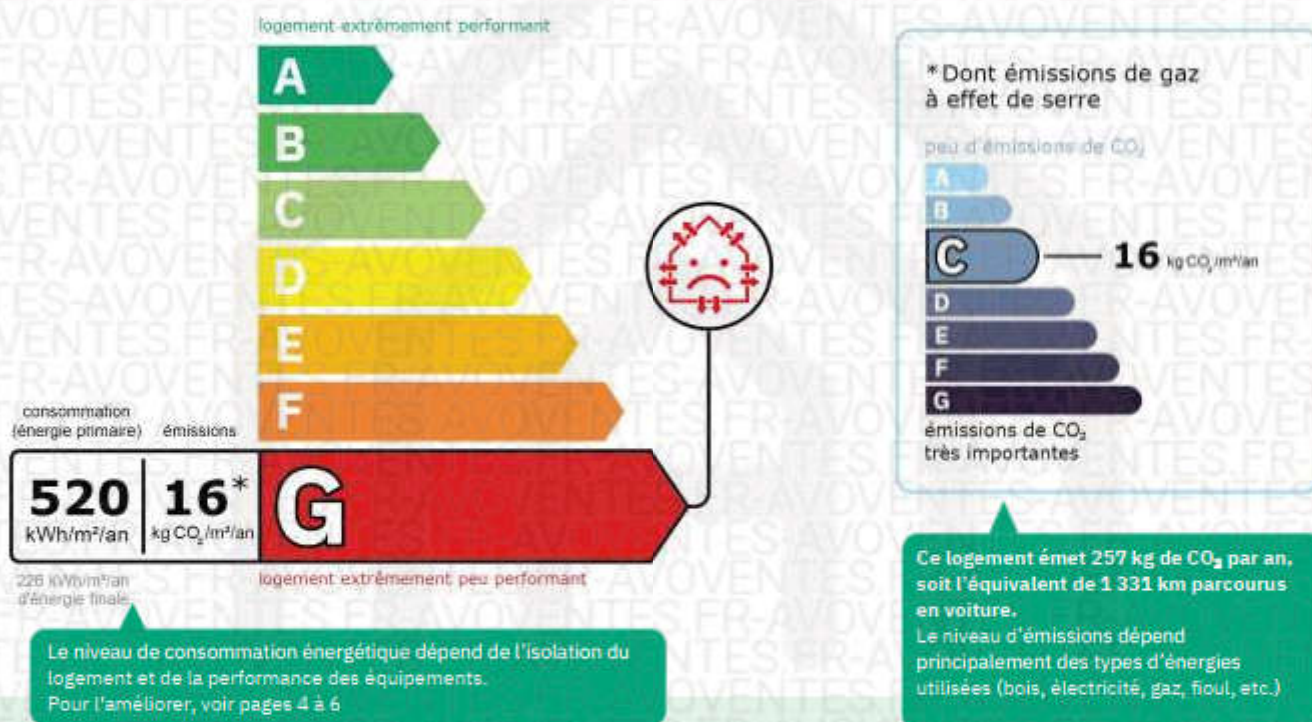 logement extrêmement performant
A
B
C
D
E
F
consommation
(énergie primaire)
émissions
520
kWh/m²/an
16*
kg CO₂/m²/an
G
226 kWh/m²/an
d'énergie finale
logement extrêmement peu performant
Le niveau de consommation énergétique dépend de l'isolation du
logement et de la performance des équipements.
Pour l'améliorer, voir pages 4 à 6
*Dont émissions de gaz
à effet de serre
peu d'émissions de CO₂
A
B
C
16 kg CO₂/m²/an
D
E
F
G
émissions de CO₂
très importantes
Ce logement émet 257 kg de CO₂ par an,
soit l'équivalent de 1 331 km parcourus
en voiture.
Le niveau d'émissions dépend
principalement des types d'énergies
utilisées (bois, électricité, gaz, fioul, etc.)